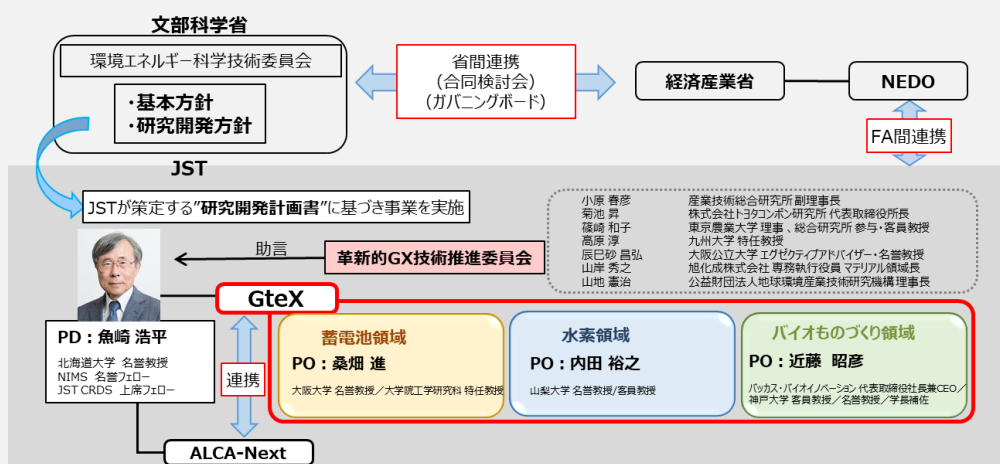 文部科学省
環境エネルギー科学技術委員会
・基本方針
・研究開発方針
省間連携
(合同検討会)
(ガバニングボード)
経済産業省
NEDO
FA間連携
JST
JSTが策定する"研究開発計画書"に基づき事業を実施
小原 春彦 産業技術総合研究所 副理事長
菊池 昇 株式会社トヨタコンポン研究所 代表取締役所長
篠崎 和子 東京農業大学 理事、総合研究所 参与・客員教授
高原 淳 九州大学 特任教授
辰巳砂 昌弘 大阪公立大学 エグゼクティブアドバイザー・名誉教授
山岸 秀之 旭化成株式会社 専務執行役員 マテリアル領域長
山地 憲治 公益財団法人地球環境産業技術研究機構 理事長
助言
革新的GX技術推進委員会
GteX
PD：魚崎 浩平
北海道大学 名誉教授
NIMS 名誉フェロー
JST CRDS 上席フェロー
連携
蓄電池領域
PO：桑畑 進
大阪大学 名誉教授／大学院工学研究科 特任教授
水素領域
PO：内田 裕之
山梨大学 名誉教授/客員教授
バイオものづくり領域
PO：近藤 昭彦
バッカス・バイオイノベーション 代表取締役社長兼CEO／
神戸大学 客員教授／名誉教授／学長補佐
ALCA-Next